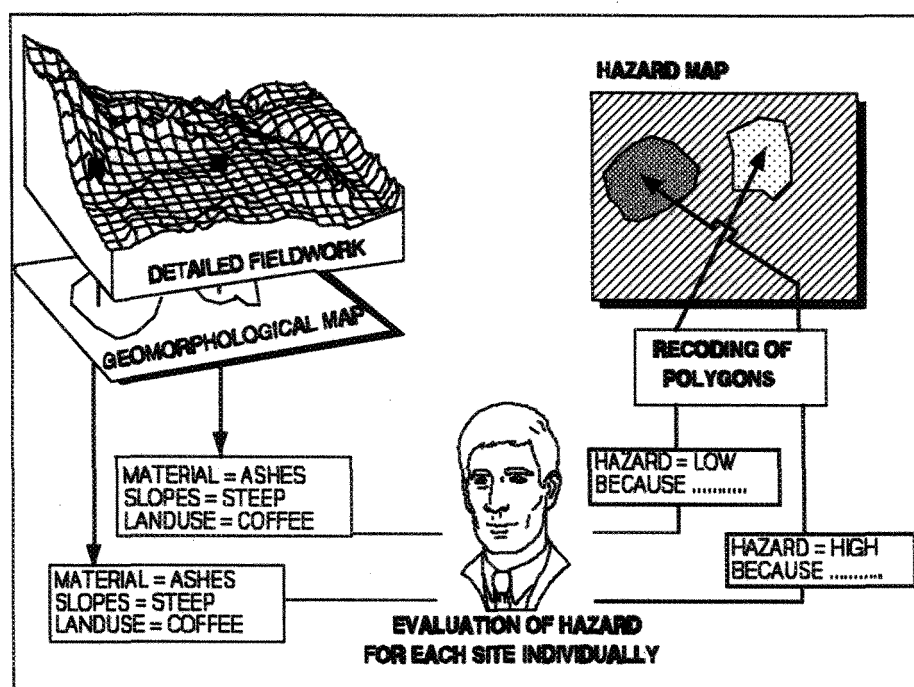 HAZARD MAP
DETAILED FIELDWORK
GEOMORPHOLOGICAL MAP
RECODING OF
POLYGONS
MATERIAL = ASHES
SLOPES = STEEP
LANDUSE = COFFEE
HAZARD = LOW
BECAUSE ...........
HAZARD = HIGH
BECAUSE ...........
MATERIAL = ASHES
SLOPES = STEEP
LANDUSE = COFFEE
EVALUATION OF HAZARD
FOR EACH SITE INDIVIDUALLY